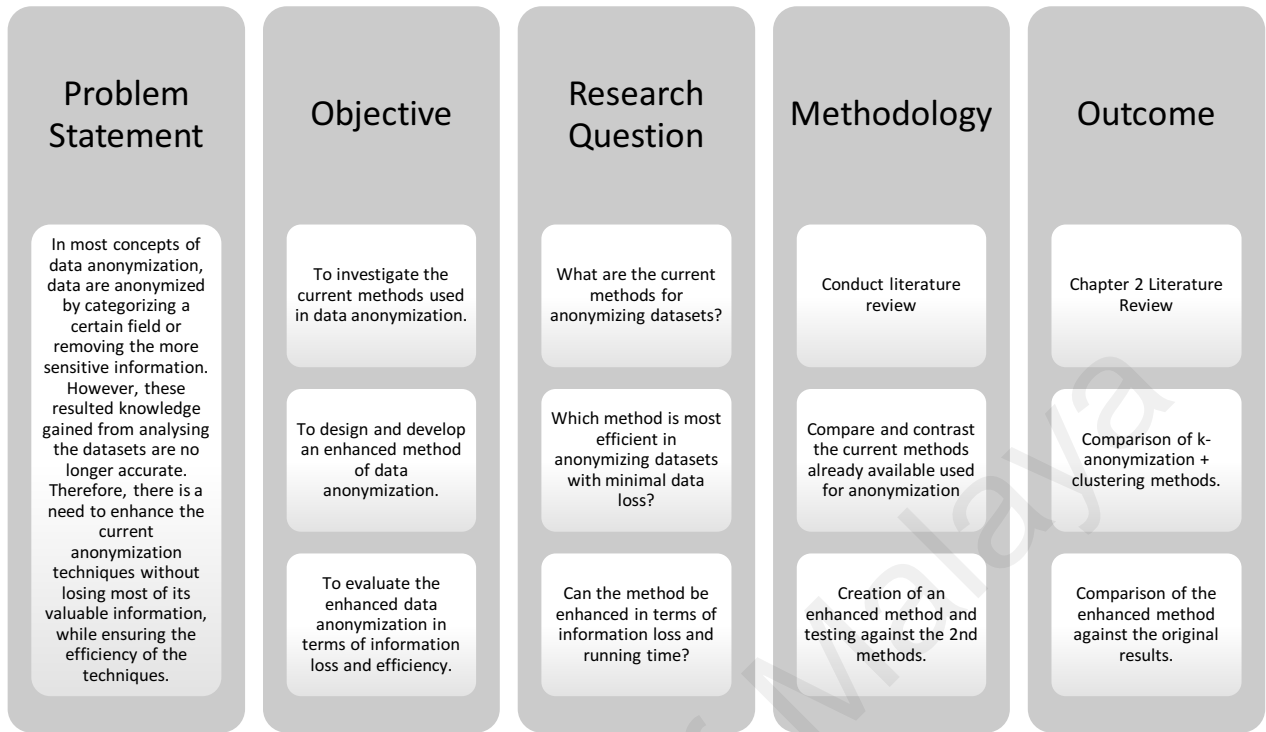 Problem
Statement
In most concepts of
data anonymization,
data are anonymized
by categorizing a
certain field or
removing the more
sensitive information.
However, these
resulted knowledge
gained from analysing
the datasets are no
longer accurate.
Therefore, there is a
need to enhance the
current
anonymization
techniques without
losing most of its
valuable information,
while ensuring the
efficiency of the
techniques.
Objective
To investigate the
current methods used
in data anonymization.
To design and develop
an enhanced method
of data
anonymization.
To evaluate the
enhanced data
anonymization in
terms of information
loss and efficiency.
Research
Question
What are the current
methods for
anonymizing datasets?
Which method is most
efficient in
anonymizing datasets
with minimal data
loss?
Can the method be
enhanced in terms of
information loss and
running time?
Methodology
Conduct literature
review
Compare and contrast
the current methods
already available used
for anonymization
Creation of an
enhanced method and
testing against the 2nd
methods.
Outcome
Chapter 2 Literature
Review
Comparison of k-
anonymization +
clustering methods.
Comparison of the
enhanced method
against the original
results.
Malaya